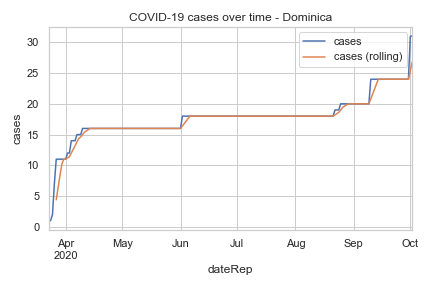 COVID-19 cases over time - Dominica
cases
cases (rolling)
30
25
20
15
10
5
0
cases
Apr
2020
May
Jun
Jul
Aug
Sep
Oct
dateRep